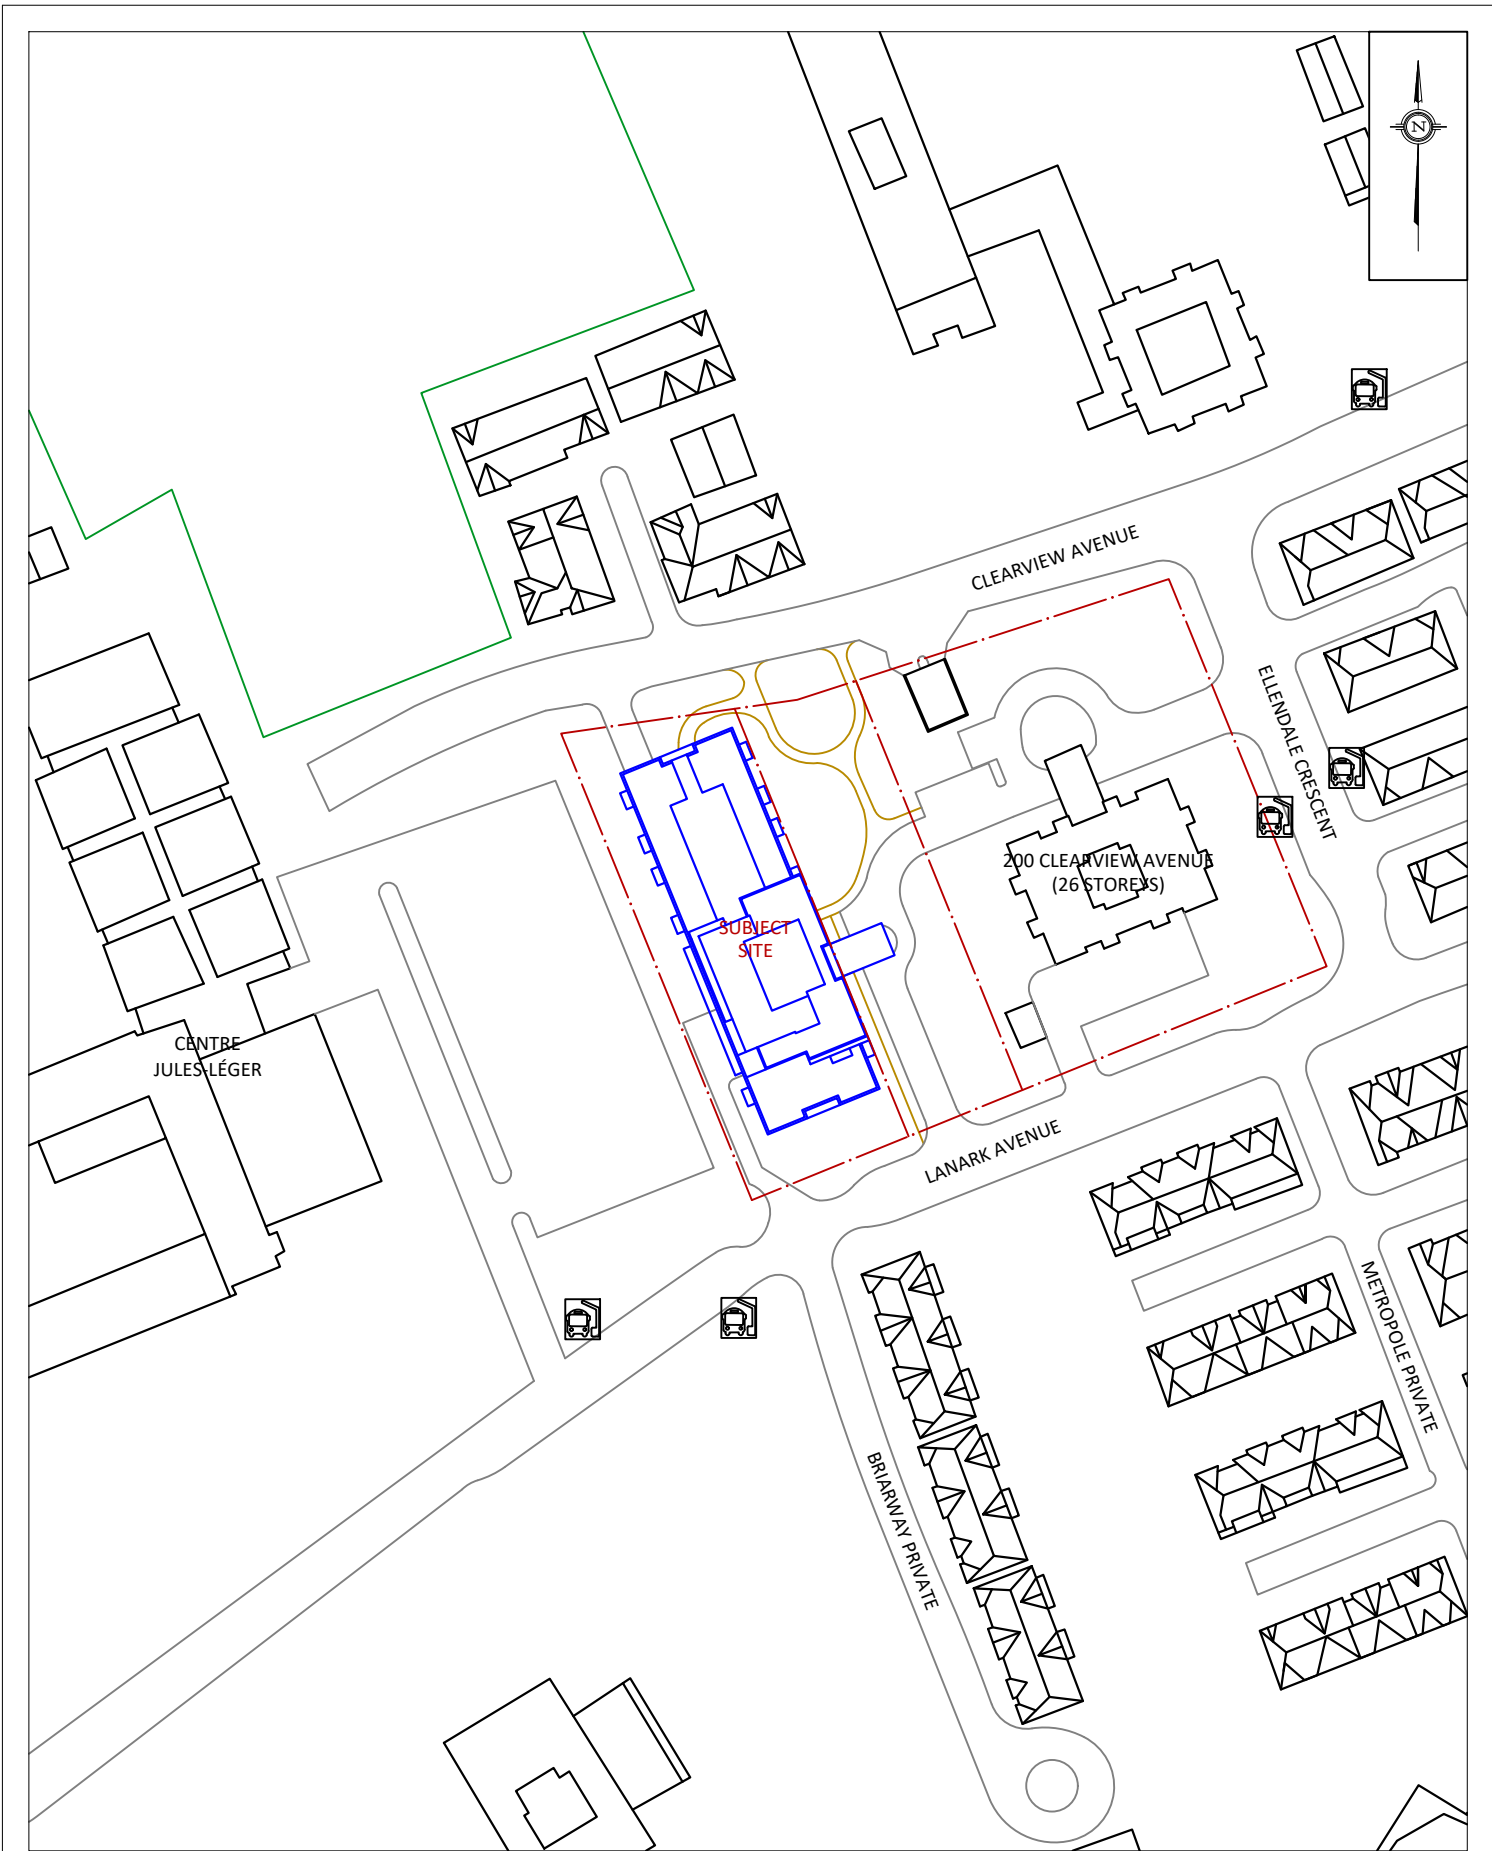 N
CLEARVIEW AVENUE
ELLENDALE CRESCENT
200 CLEARVIEW AVENUE
(26 STOREYS)
SUBJECT
SITE
CENTRE
JULES-LÉGER
LANARK AVENUE
METROPOLE PRIVATE
BRIARWAY PRIVATE